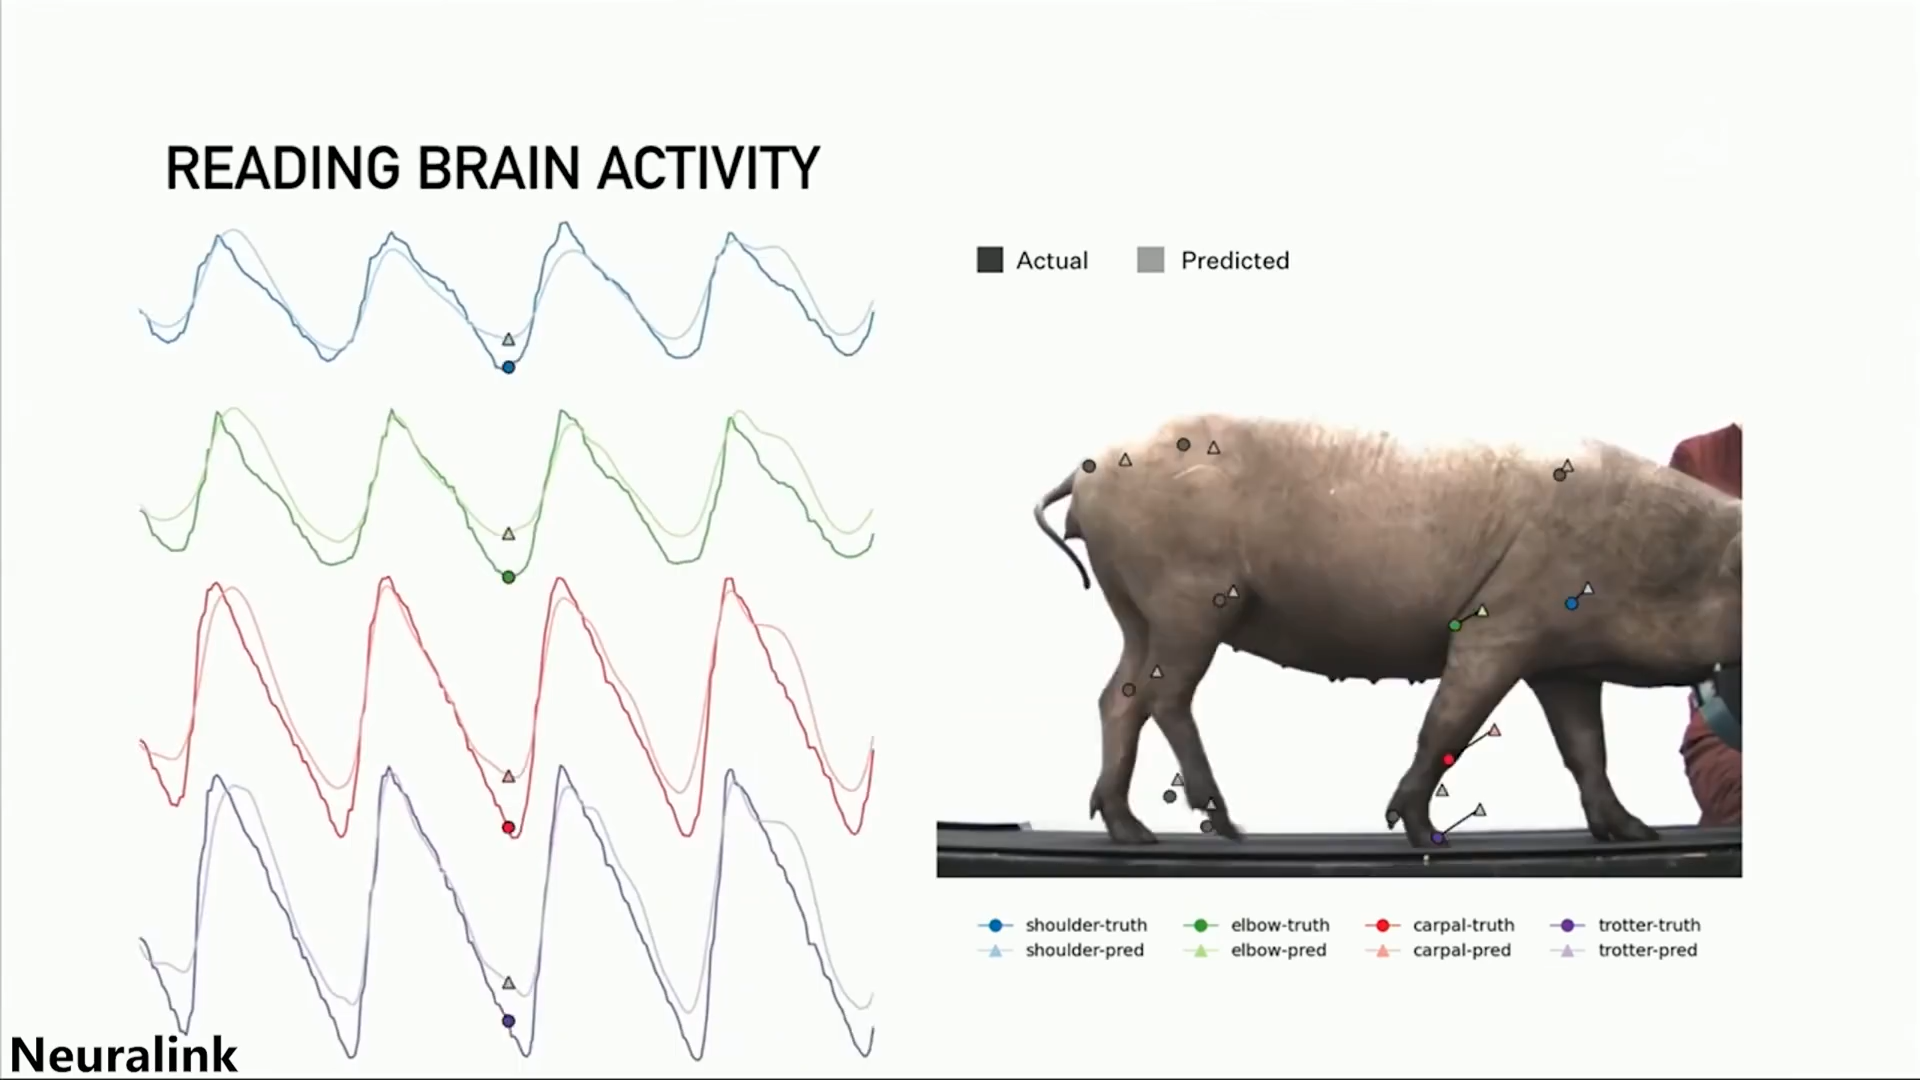 READING BRAIN ACTIVITY
Actual Predicted
shoulder-truth elbow-truth carpal-truth trotter-truth
shoulder-pred elbow-pred carpal-pred trotter-pred
Neuralink